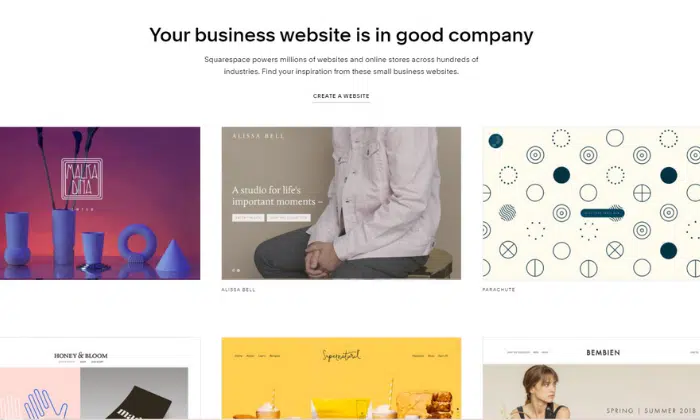 Your business website is in good company
Squarespace powers millions of websites and online stores across hundreds of
industries. Find your inspiration from these small business websites.
CREATE A WEBSITE
MALKA
DINA
ALISSA BELL
A studio for life's
important moments –
ALISSA BELL
PARACHUTE
HONEY & BLOOM
Supernatural
BEMBIEN
SPRING | SUMMER 2019